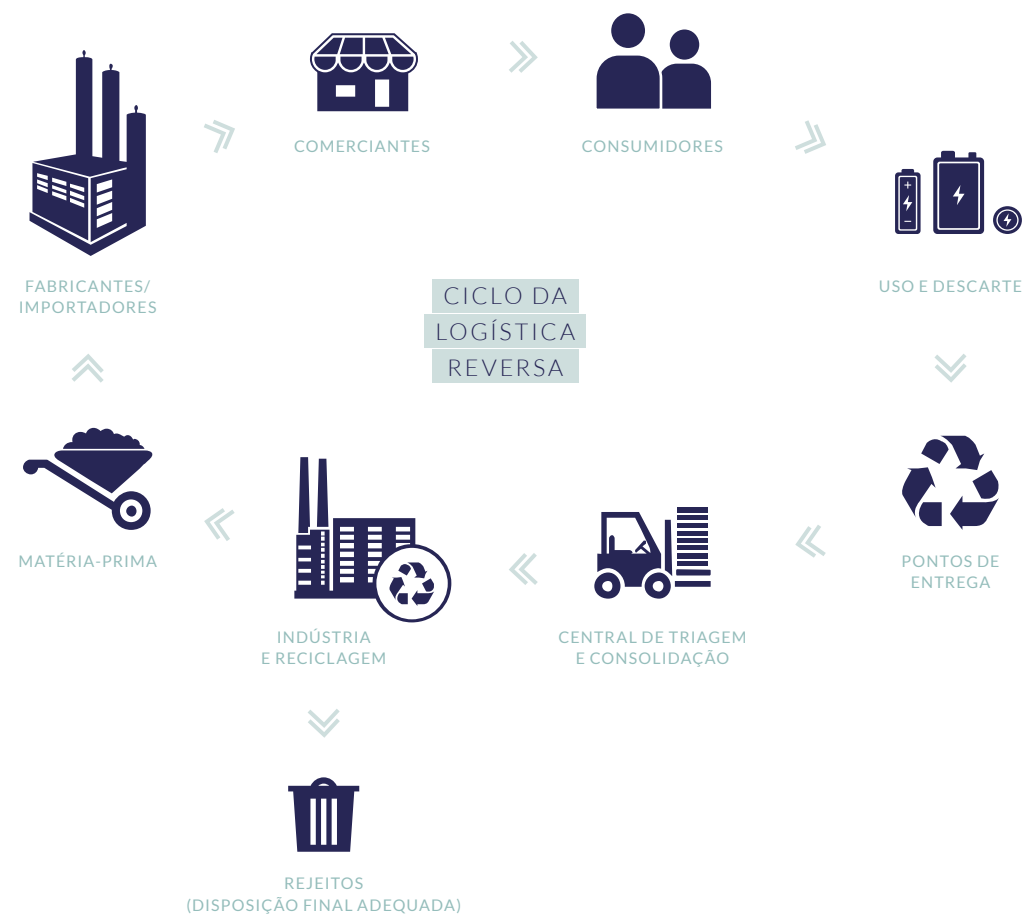 COMERCIANTES
CONSUMIDORES
FABRICANTES/
IMPORTADORES
USO E DESCARTE
CICLO DA
LOGÍSTICA
REVERSA
MATÉRIA-PRIMA
PONTOS DE
ENTREGA
INDÚSTRIA
E RECICLAGEM
CENTRAL DE TRIAGEM
E CONSOLIDAÇÃO
REJEITOS
(DISPOSIÇÃO FINAL ADEQUADA)